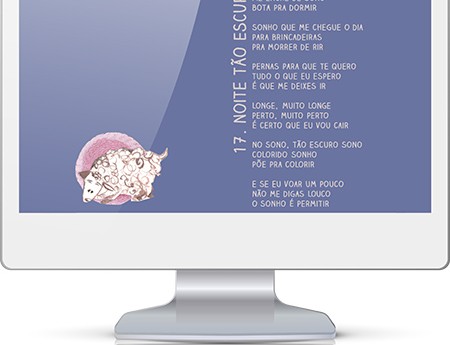 BOTA PRA DORMIR
SONHO QUE ME CHEGUE O DIA
PARA BRINCADEIRAS
PRA MORRER DE RIR
PERNAS PARA QUE TE QUERO
TUDO O QUE EU ESPERO
É QUE ME DEIXES IR
LONGE, MUITO LONGE
PERTO, MUITO PERTO
É CERTO QUE EU VOU CAIR
NO SONO, TÃO ESCURO SONO
COLORIDO SONHO
PÕE PRA COLORIR
E SE EU VOAR UM POUCO
NÃO ME DIGAS LOUCO
O SONHO É PERMITIR
17. NOITE TÃO ESCUR